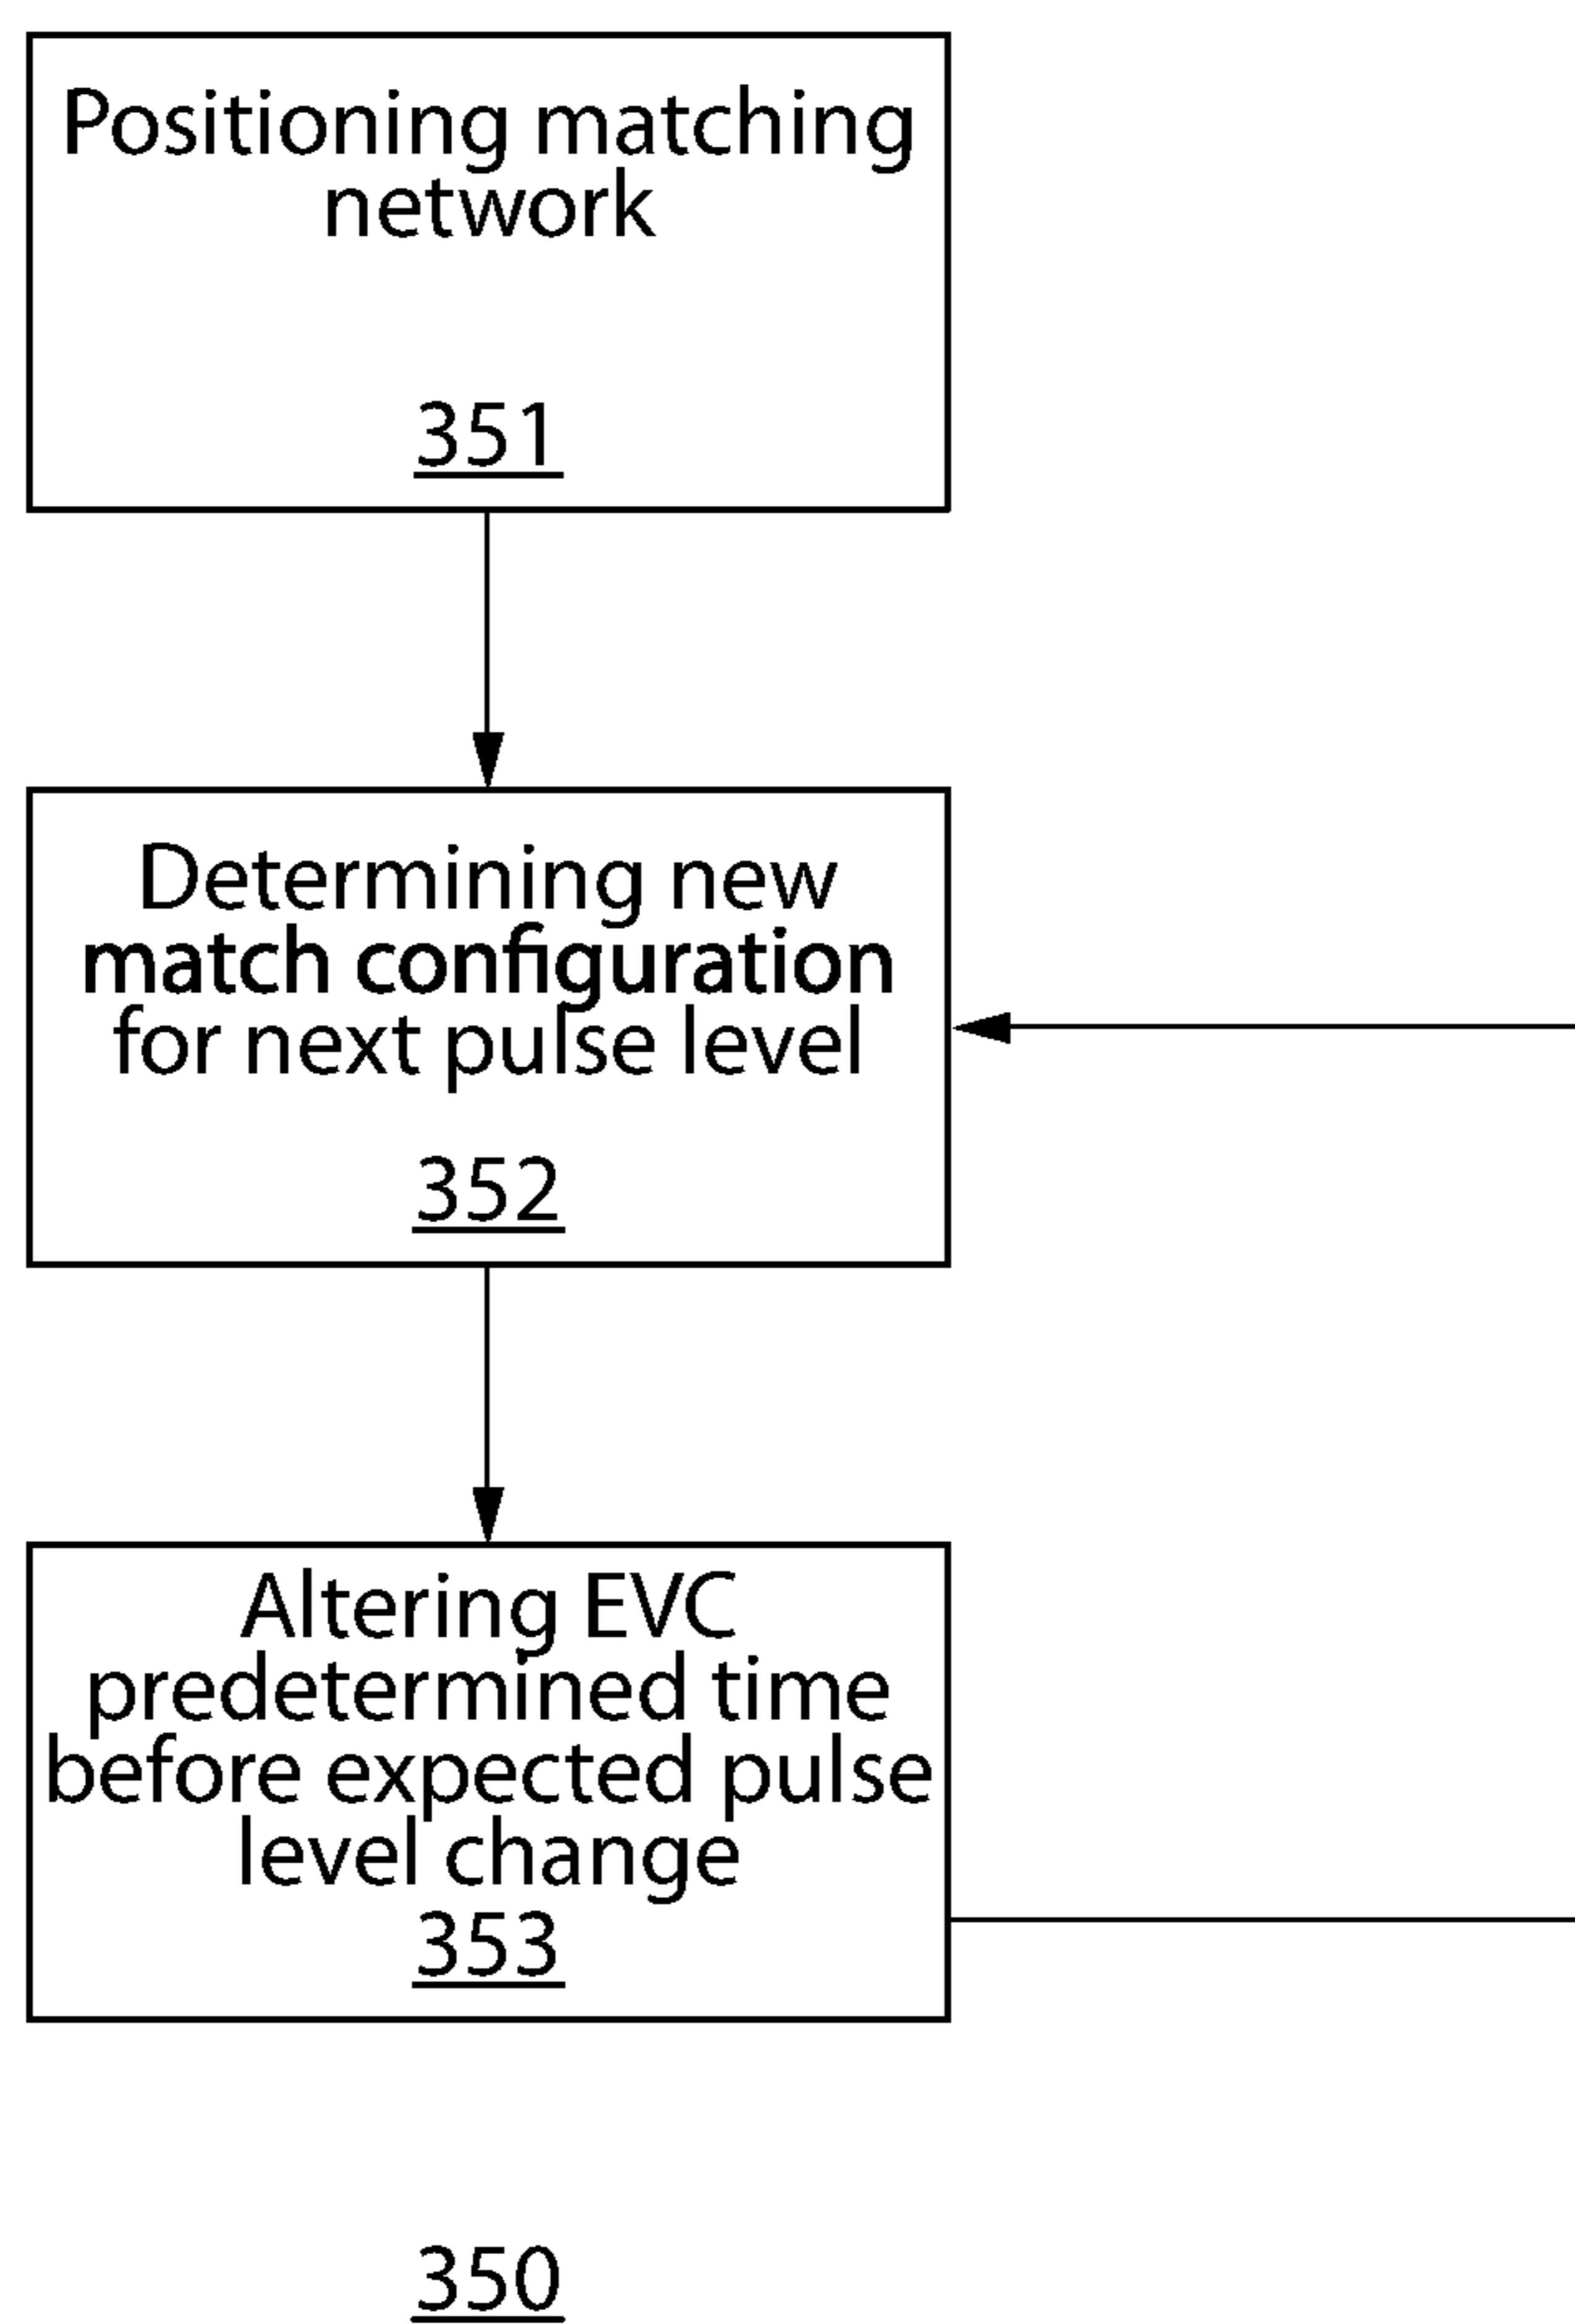 Positioning matching
network
351
Determining new
match configuration
for next pulse level
352
Altering EVC
predetermined time
before expected pulse
level change
353
350